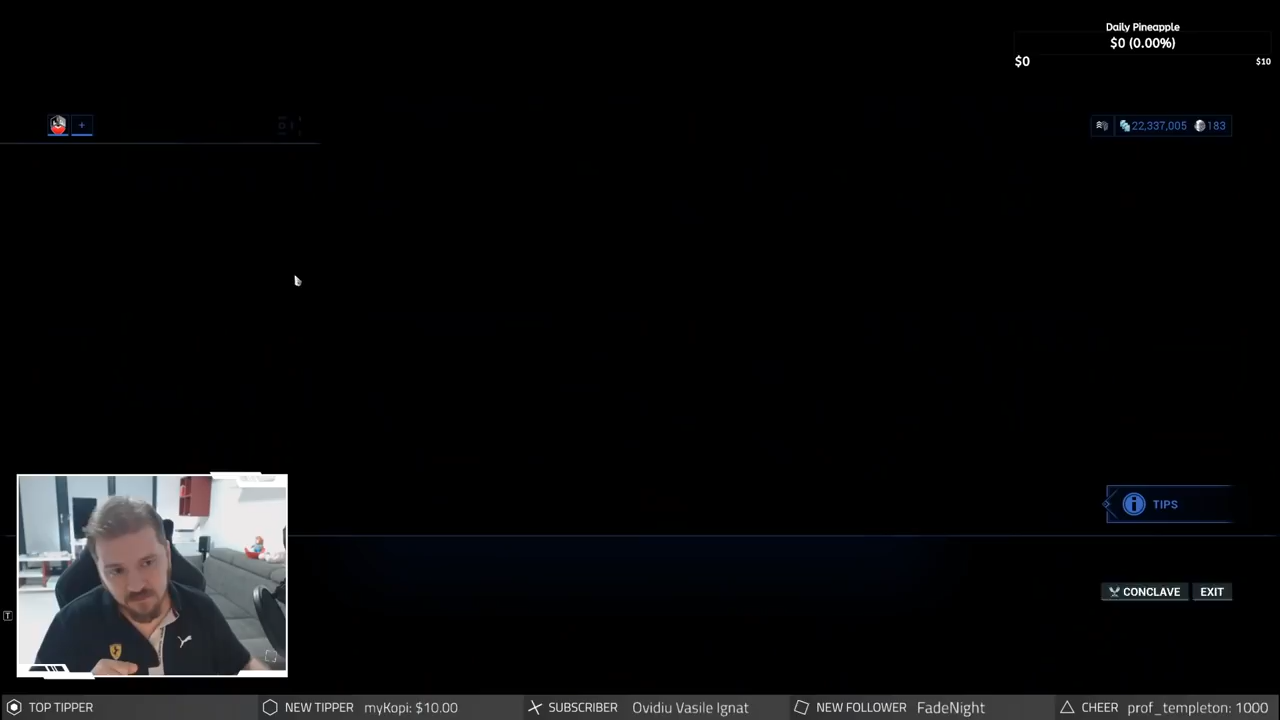 Daily Pineapple
$0 (0.00%)
$0
$10
+
22,337,005
183
TIPS
CONCLAVE
EXIT
T
TOP TIPPER
NEW TIPPER myKopi: $10.00
SUBSCRIBER Ovidiu Vasile Ignat
NEW FOLLOWER FadeNight
CHEER prof_templeton: 1000